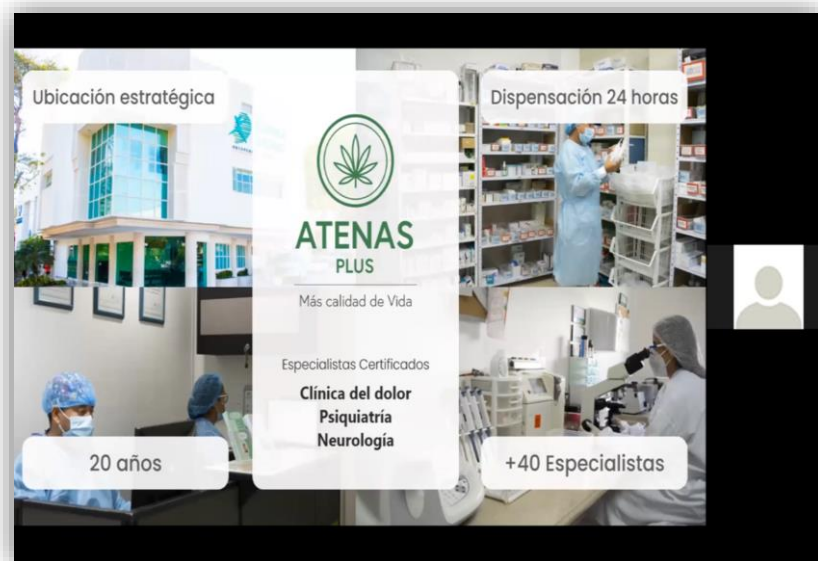 Ubicación estratégica
Dispensación 24 horas
ATENAS
PLUS
Más calidad de Vida
Especialistas Certificados
Clínica del dolor
Psiquiatría
Neurología
20 años
+40 Especialistas